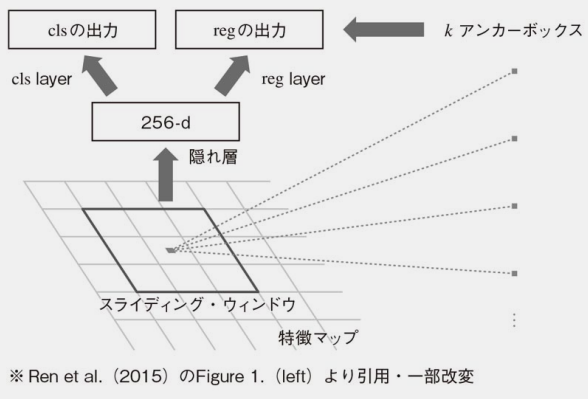 clsの出力
regの出力
k アンカーボックス
cls layer
reg layer
256-d
隠れ層
スライディング・ウィンドウ
特徴マップ
※ Ren et al.（2015）のFigure 1.（left）より引用・一部改変